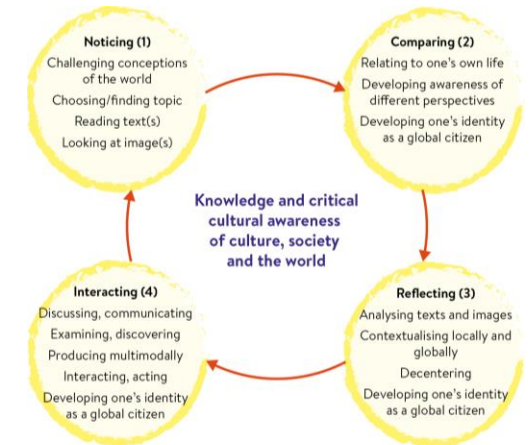 Noticing (1)
Challenging conceptions
of the world
Choosing/finding topic
Reading text(s)
Looking at image(s)
Comparing (2)
Relating to one's own life
Developing awareness of
different perspectives
Developing one's identity
as a global citizen
Knowledge and critical
cultural awareness
of culture, society
and the world
Interacting (4)
Discussing, communicating
Examining, discovering
Producing multimodally
Interacting, acting
Developing one's identity
as a global citizen
Reflecting (3)
Analysing texts and images
Contextualising locally and
globally
Decentering
Developing one's identity
as a global citizen